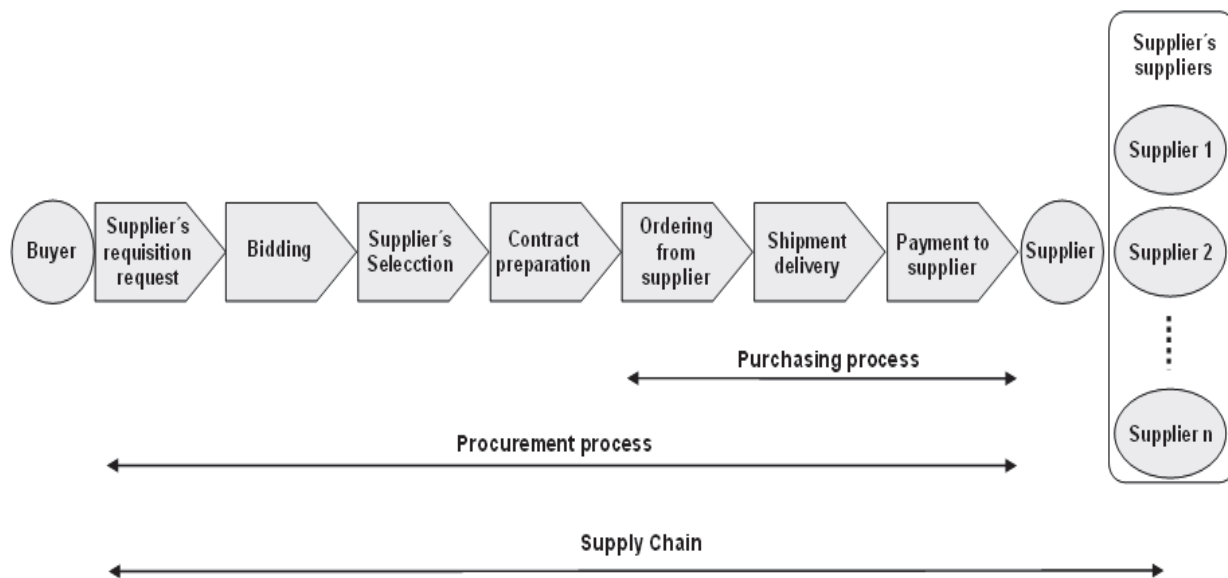 Supplier´s
suppliers
Supplier 1
Buyer
Supplier´s
requisition
request
Bidding
Supplier´s
Selecction
Contract
preparation
Ordering
from
supplier
Shipment
delivery
Payment to
supplier
Supplier
Supplier 2
Supplier n
Purchasing process
Procurement process
Supply Chain